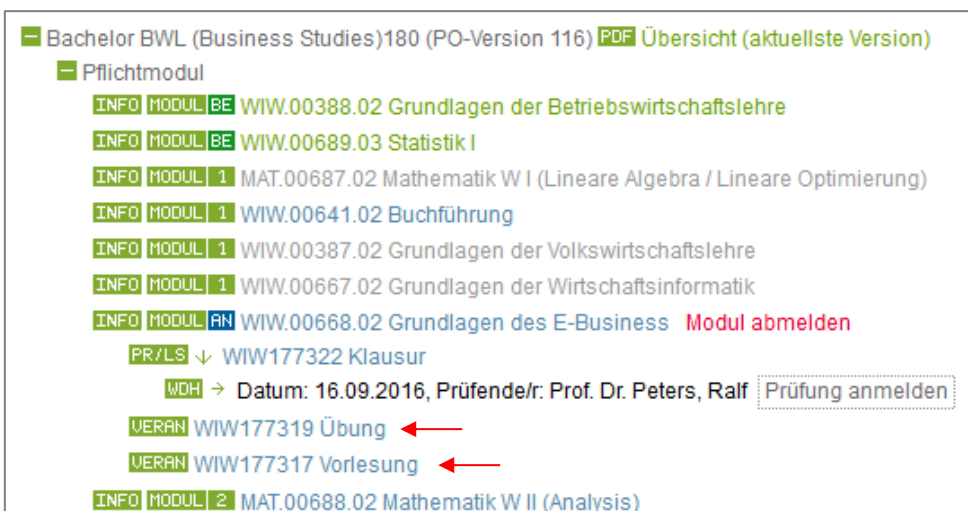 Bachelor BWL (Business Studies)180 (PO-Version 116) PDF Übersicht (aktuellste Version)
Pflichtmodul
INFO MODUL BE WIW.00388.02 Grundlagen der Betriebswirtschaftslehre
INFO MODUL BE WIW.00689.03 Statistik I
INFO MODUL 1 MAT.00687.02 Mathematik W I (Lineare Algebra / Lineare Optimierung)
INFO MODUL 1 WIW.00641.02 Buchführung
INFO MODUL 1 WIW.00387.02 Grundlagen der Volkswirtschaftslehre
INFO MODUL 1 WIW.00667.02 Grundlagen der Wirtschaftsinformatik
INFO MODUL AN WIW.00668.02 Grundlagen des E-Business Modul abmelden
PR/LS ↓ WIW177322 Klausur
WDH → Datum: 16.09.2016, Prüfende/r: Prof. Dr. Peters, Ralf Prüfung anmelden
VERAN WIW177319 Übung
VERAN WIW177317 Vorlesung
INFO MODUL 2 MAT.00688.02 Mathematik W II (Analysis)